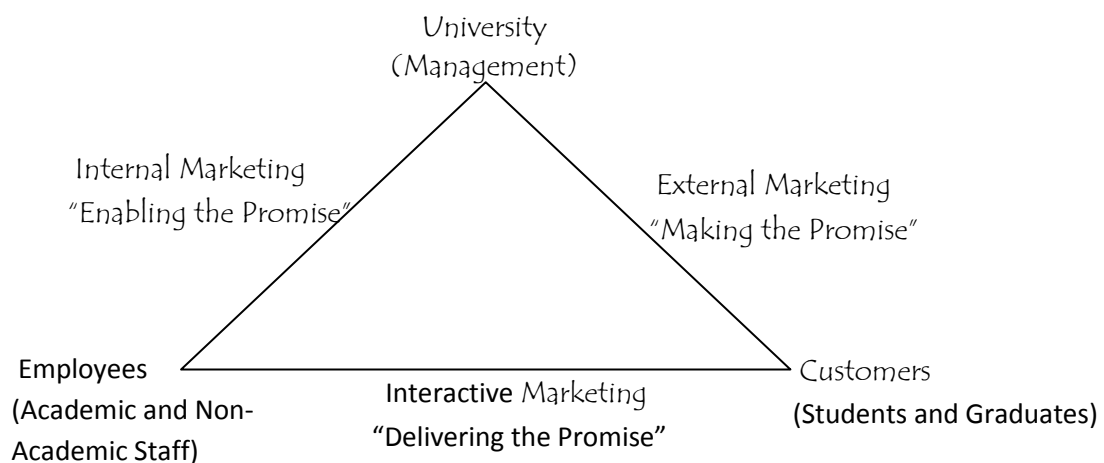 University
(Management)
Internal Marketing
“Enabling the Promise”
External Marketing
“Making the Promise”
Employees
(Academic and Non-
Academic Staff)
Interactive Marketing
“Delivering the Promise”
Customers
(Students and Graduates)